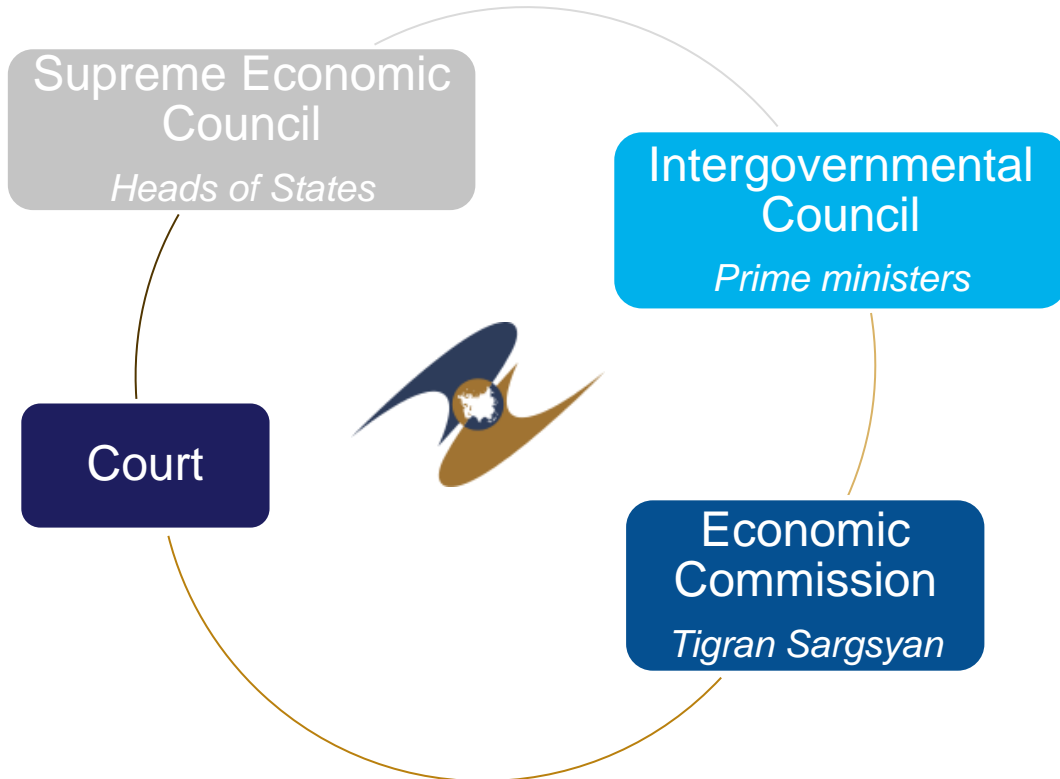 Supreme Economic
Council
Heads of States
Intergovernmental
Council
Prime ministers
Court
Economic
Commission
Tigran Sargsyan